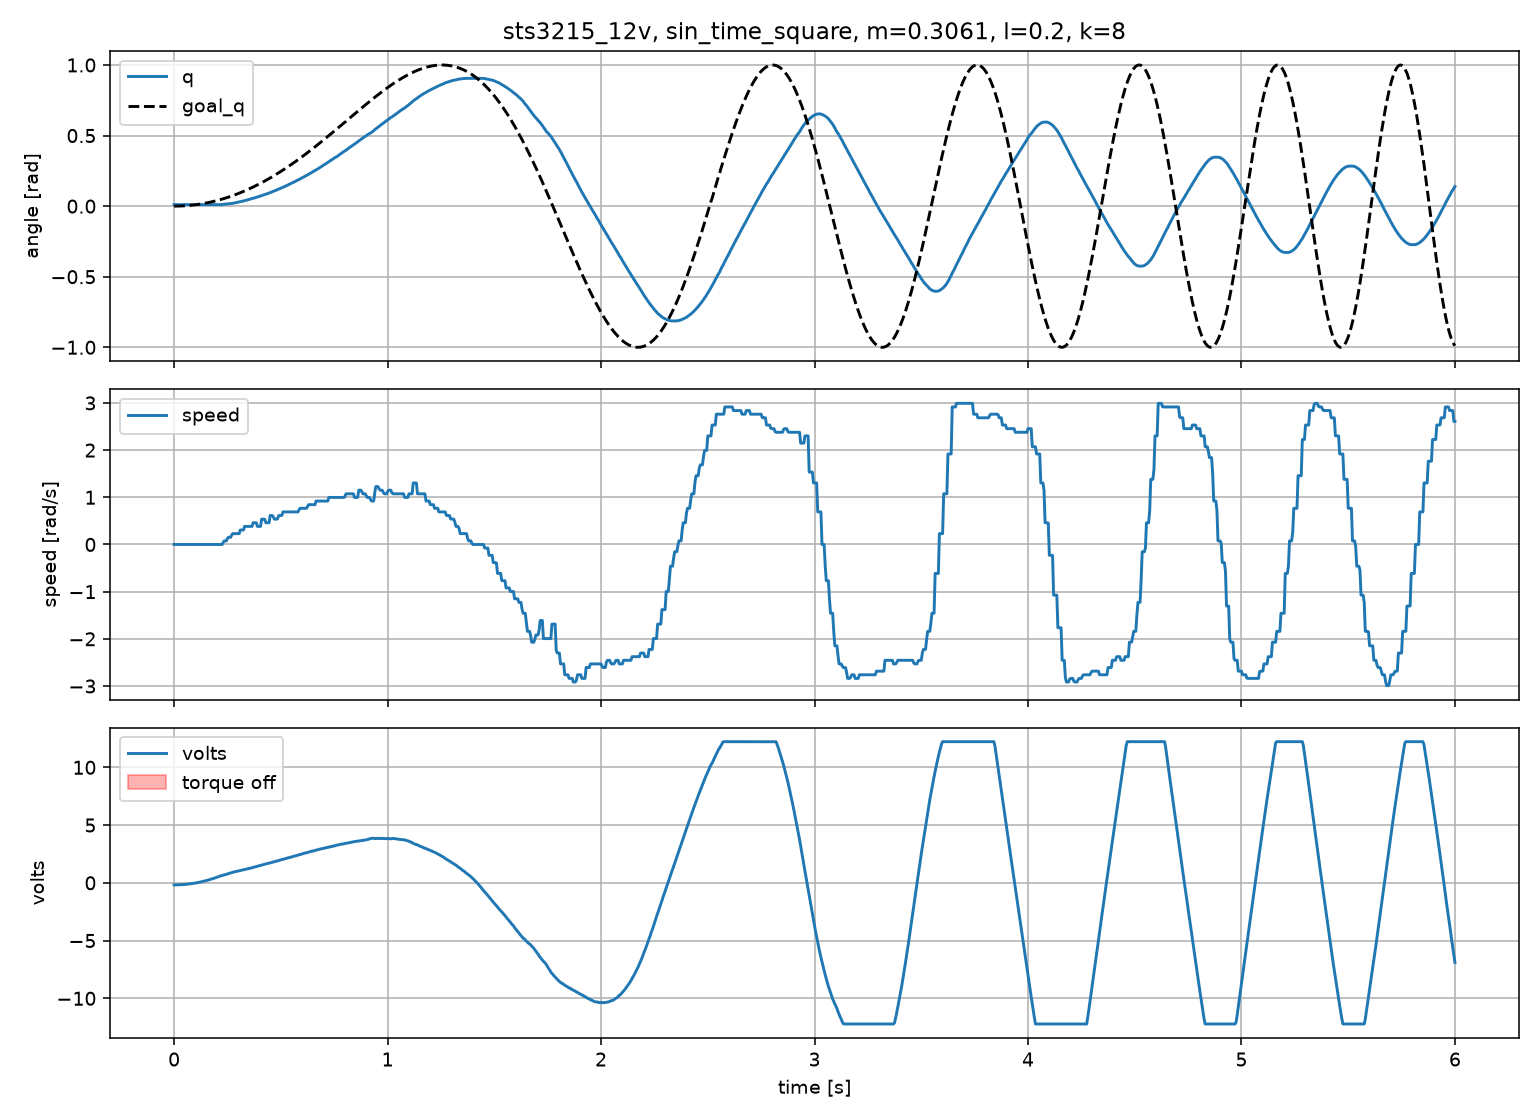 sts3215_12v, sin_time_square, m=0.3061, l=0.2, k=8
1.0
0.5
0.0
−0.5
−1.0
angle [rad]
q
goal_q
3
2
1
0
−1
−2
−3
speed [rad/s]
speed
10
5
0
−5
−10
volts
volts
torque off
0 1 2 3 4 5 6
time [s]